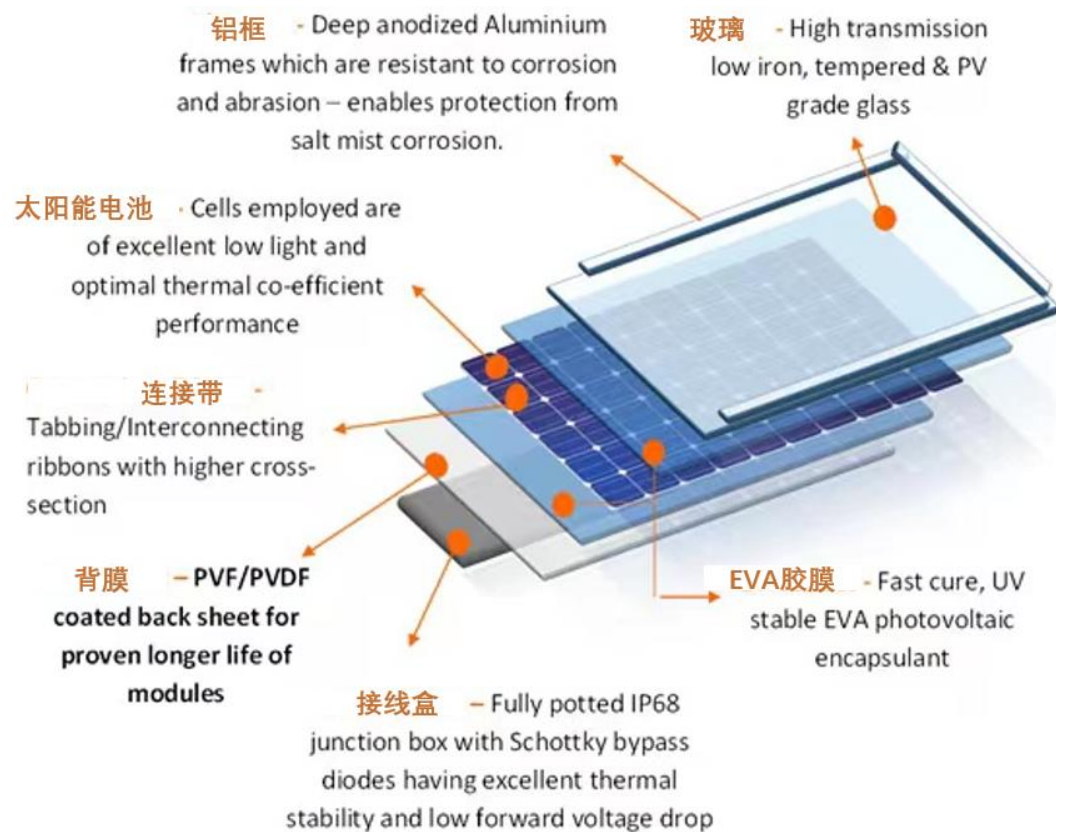 铝框 - Deep anodized Aluminium
frames which are resistant to corrosion
and abrasion – enables protection from
salt mist corrosion.
玻璃 - High transmission
low iron, tempered & PV
grade glass
太阳能电池 · Cells employed are
of excellent low light and
optimal thermal co-efficient
performance
连接带 -
Tabbing/Interconnecting
ribbons with higher cross-
section
背膜 – PVF/PVDF
coated back sheet for
proven longer life of
modules
EVA胶膜 - Fast cure, UV
stable EVA photovoltaic
encapsulant
接线盒 – Fully potted IP68
junction box with Schottky bypass
diodes having excellent thermal
stability and low forward voltage drop